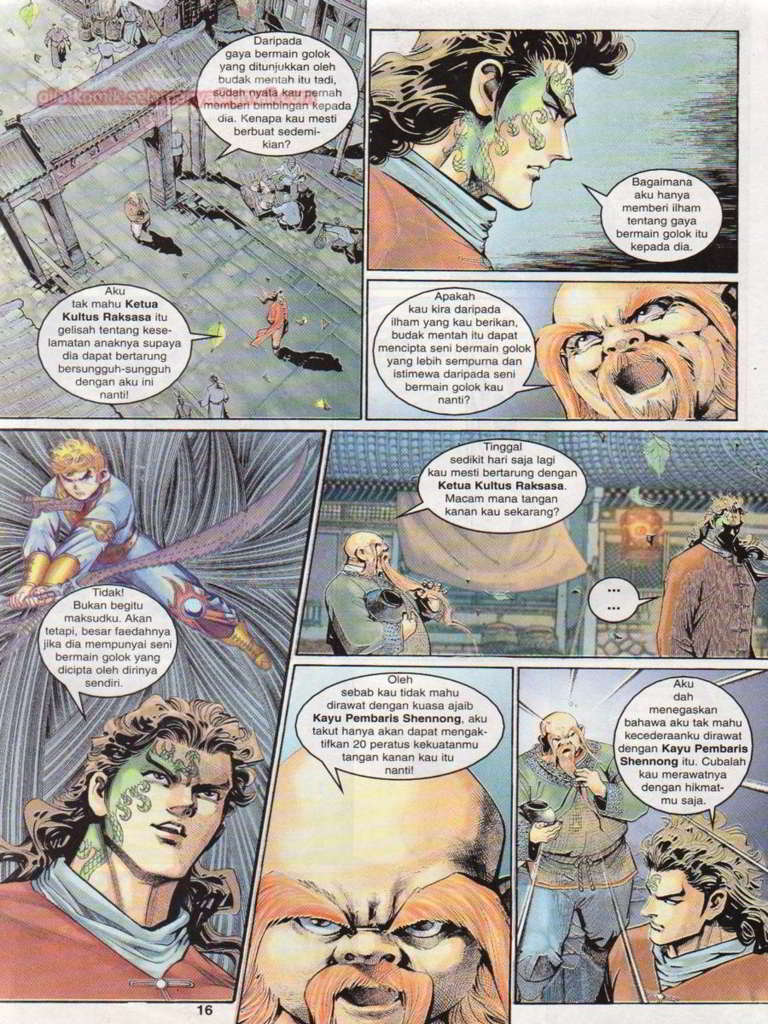 Daripada
gaya bermain golok
yang ditunjukkan oleh
budak mentah itu tadi,
sudah nyata kau pernah
memberi bimbingan kepada
dia. Kenapa kau mesti
berbuat sedemi-
kian?
Bagaimana
aku hanya
memberi ilham
tentang gaya
bermain golok itu
kepada dia.
Aku
tak mahu Ketua
Kultus Raksasa itu
gelisah tentang kese-
lamatan anaknya supaya
dia dapat bertarung
bersungguh-sungguh
dengan aku ini
nanti!
Apakah
kau kira daripada
ilham yang kau berikan,
budak mentah itu dapat
mencipta seni bermain golok
yang lebih sempurna dan
istimewa daripada seni
bermain golok kau
nanti?
Tinggal
sedikit hari saja lagi
kau mesti bertarung dengan
Ketua Kultus Raksasa.
Macam mana tangan
kanan kau sekarang?
...
...
Tidak!
Bukan begitu
maksudku. Akan
tetapi, besar faedahnya
jika dia mempunyai seni
bermain golok yang
dicipta oleh dirinya
sendiri.
Oleh
sebab kau tidak mahu
dirawat dengan kuasa ajaib
Kayu Pembaris Shennong, aku
takut hanya akan dapat mengak-
tifkan 20 peratus kekuatanmu
tangan kanan kau itu
nanti!
Aku
dah
menegaskan
bahawa aku tak mahu
kecederaanku dirawat
dengan Kayu Pembaris
Shennong itu. Cubalah
kau merawatnya
dengan hikmat-
mu saja.
16